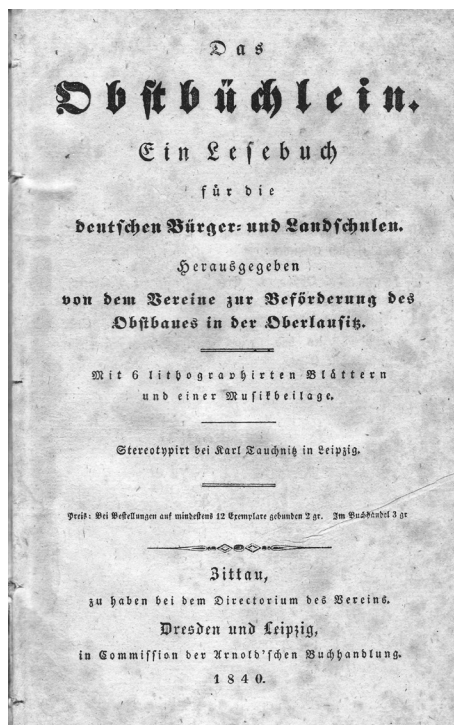 Das
Obstbüchlein.
Ein Lesebuch
für die
deutschen Bürger- und Landschulen.
Herausgegeben
von dem Vereine zur Beförderung des
Obstbaues in der Oberlausitz.
Mit 6 lithographirten Blättern
und einer Musikbeilage.
Stereotypirt bei Karl Tauchnitz in Leipzig.
Preis: Bei Bestellungen auf mindestens 12 Exemplare gebunden 2 gr. Im Buchhandel 3 gr
Zittau,
zu haben bei dem Directorium des Vereins.
Dresden und Leipzig,
in Commission der Arnold'schen Buchhandlung.
1840.